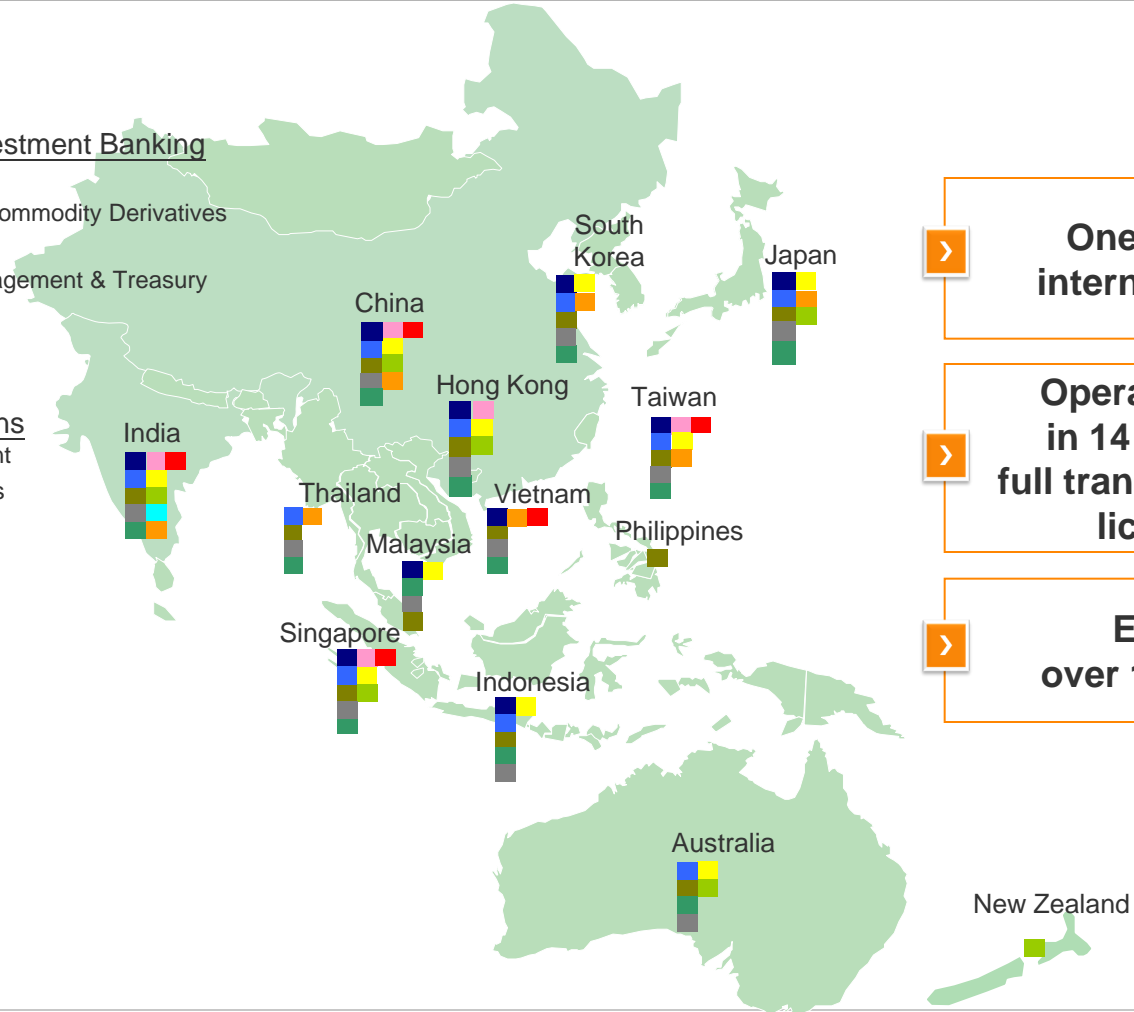 estment Banking
ommodity Derivatives
agement & Treasury
ns
nt
s
South
Korea
Japan
China
Hong Kong
Taiwan
India
Thailand
Vietnam
Philippines
Malaysia
Singapore
Indonesia
Australia
New Zealand
One
intern
Opera
in 14
full tran
lic
E
over